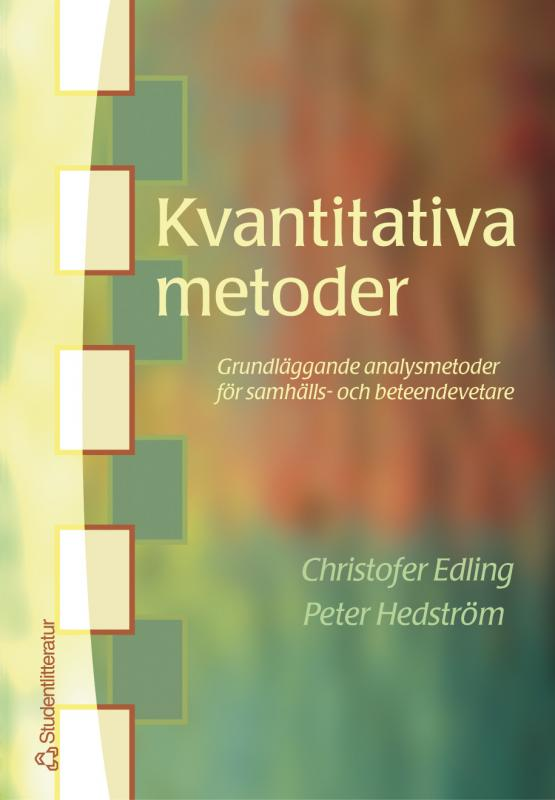 Kvantitativa
metoder
Grundläggande analysmetoder
för samhälls- och beteendevetare
Christofer Edling
Peter Hedström
Studentlitteratur